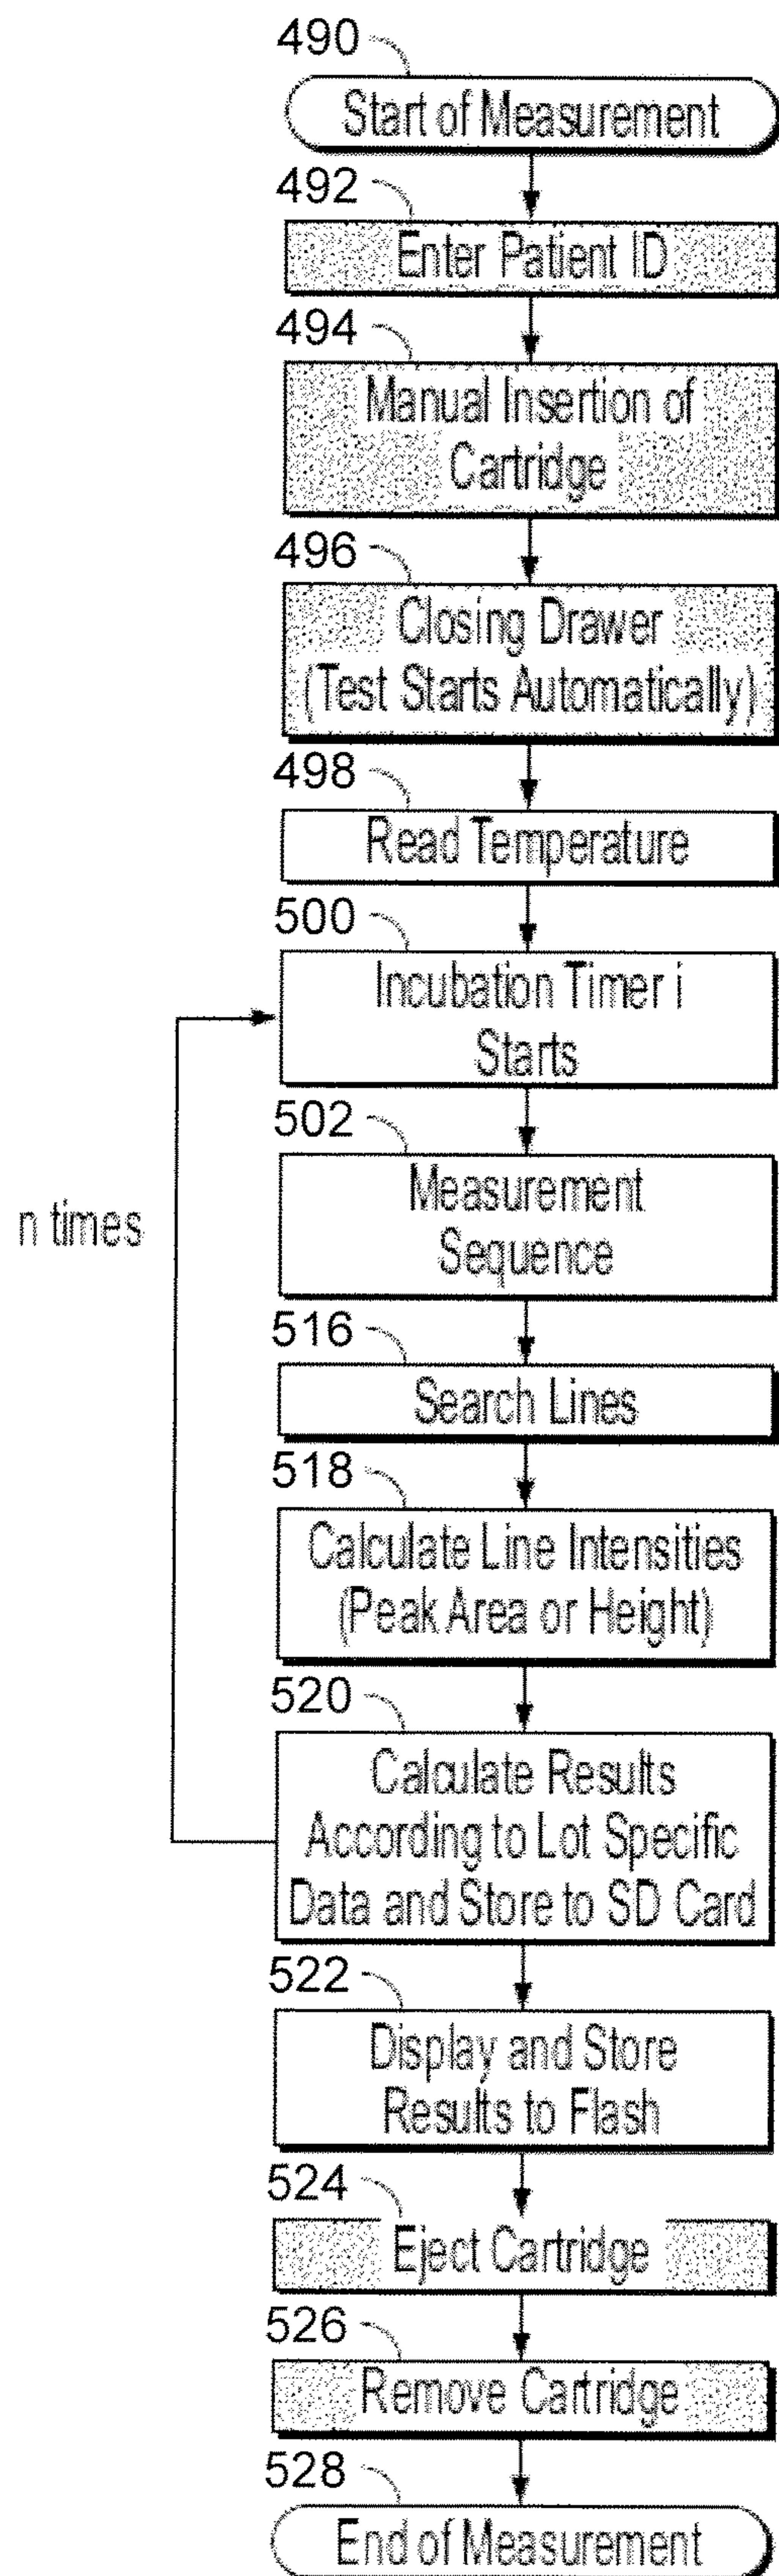 490
Start of Measurement
492
Enter Patient ID
494
Manual Insertion of
Cartridge
496
Closing Drawer
(Test Starts Automatically)
498
Read Temperature
500
Incubation Timer i
Starts
502
Measurement
Sequence
n times
516
Search Lines
518
Calculate Line Intensities
(Peak Area or Height)
520
Calculate Results
According to Lot Specific
Data and Store to SD Card
522
Display and Store
Results to Flash
524
Eject Cartridge
526
Remove Cartridge
528
End of Measurement